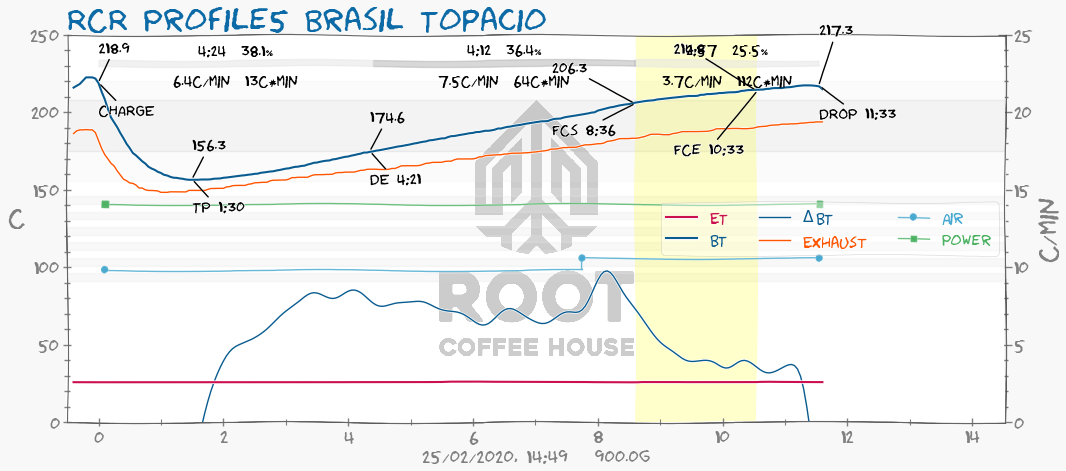 RCR PROFILES BRASIL TOPACIO
250 25
218.9 4:24 38.1% 4:12 36.4% 2:57 25.5% 217.3
6.4C/MIN 13C*MIN 7.5C/MIN 64C*MIN 206.3 3.7C/MIN 112C*MIN
CHARGE DROP 11:33
200 20
174.6 FCS 8:36
156.3 FCE 10:33
DE 4:21
150 15
TP 1:30
C C/MIN
ET ΔBT AIR
BT EXHAUST POWER
100 10
ROOT
COFFEE HOUSE
50 5
0 0
0 2 4 6 8 10 12 14
25/02/2020, 14:49 900.0G